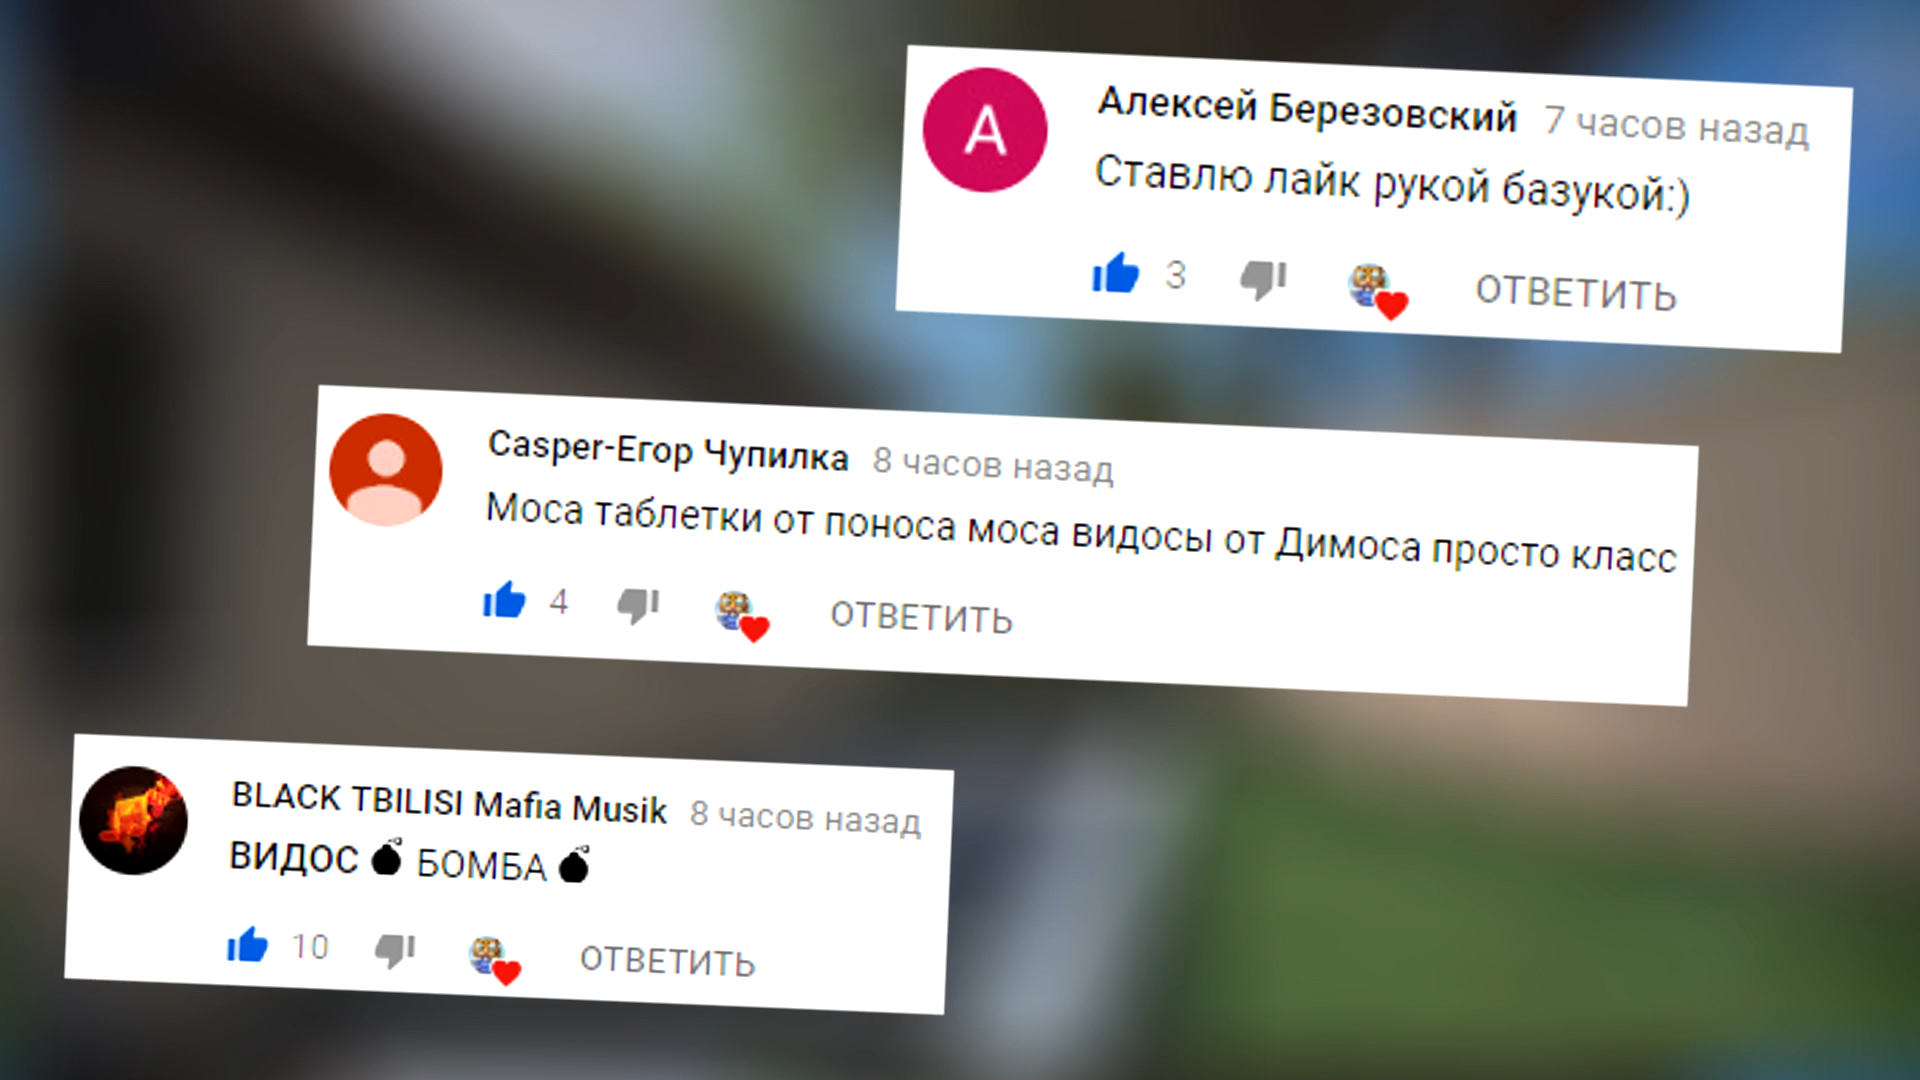 Алексей Березовский 7 часов назад
Ставлю лайк рукой базукой:)
3 ОТВЕТИТЬ
Casper-Егор Чупилка 8 часов назад
Моса таблетки от поноса моса видосы от Димоса просто класс
4 ОТВЕТИТЬ
BLACK TBILISI Mafia Musik 8 часов назад
ВИДОС 💣 БОМБА 💣
10 ОТВЕТИТЬ